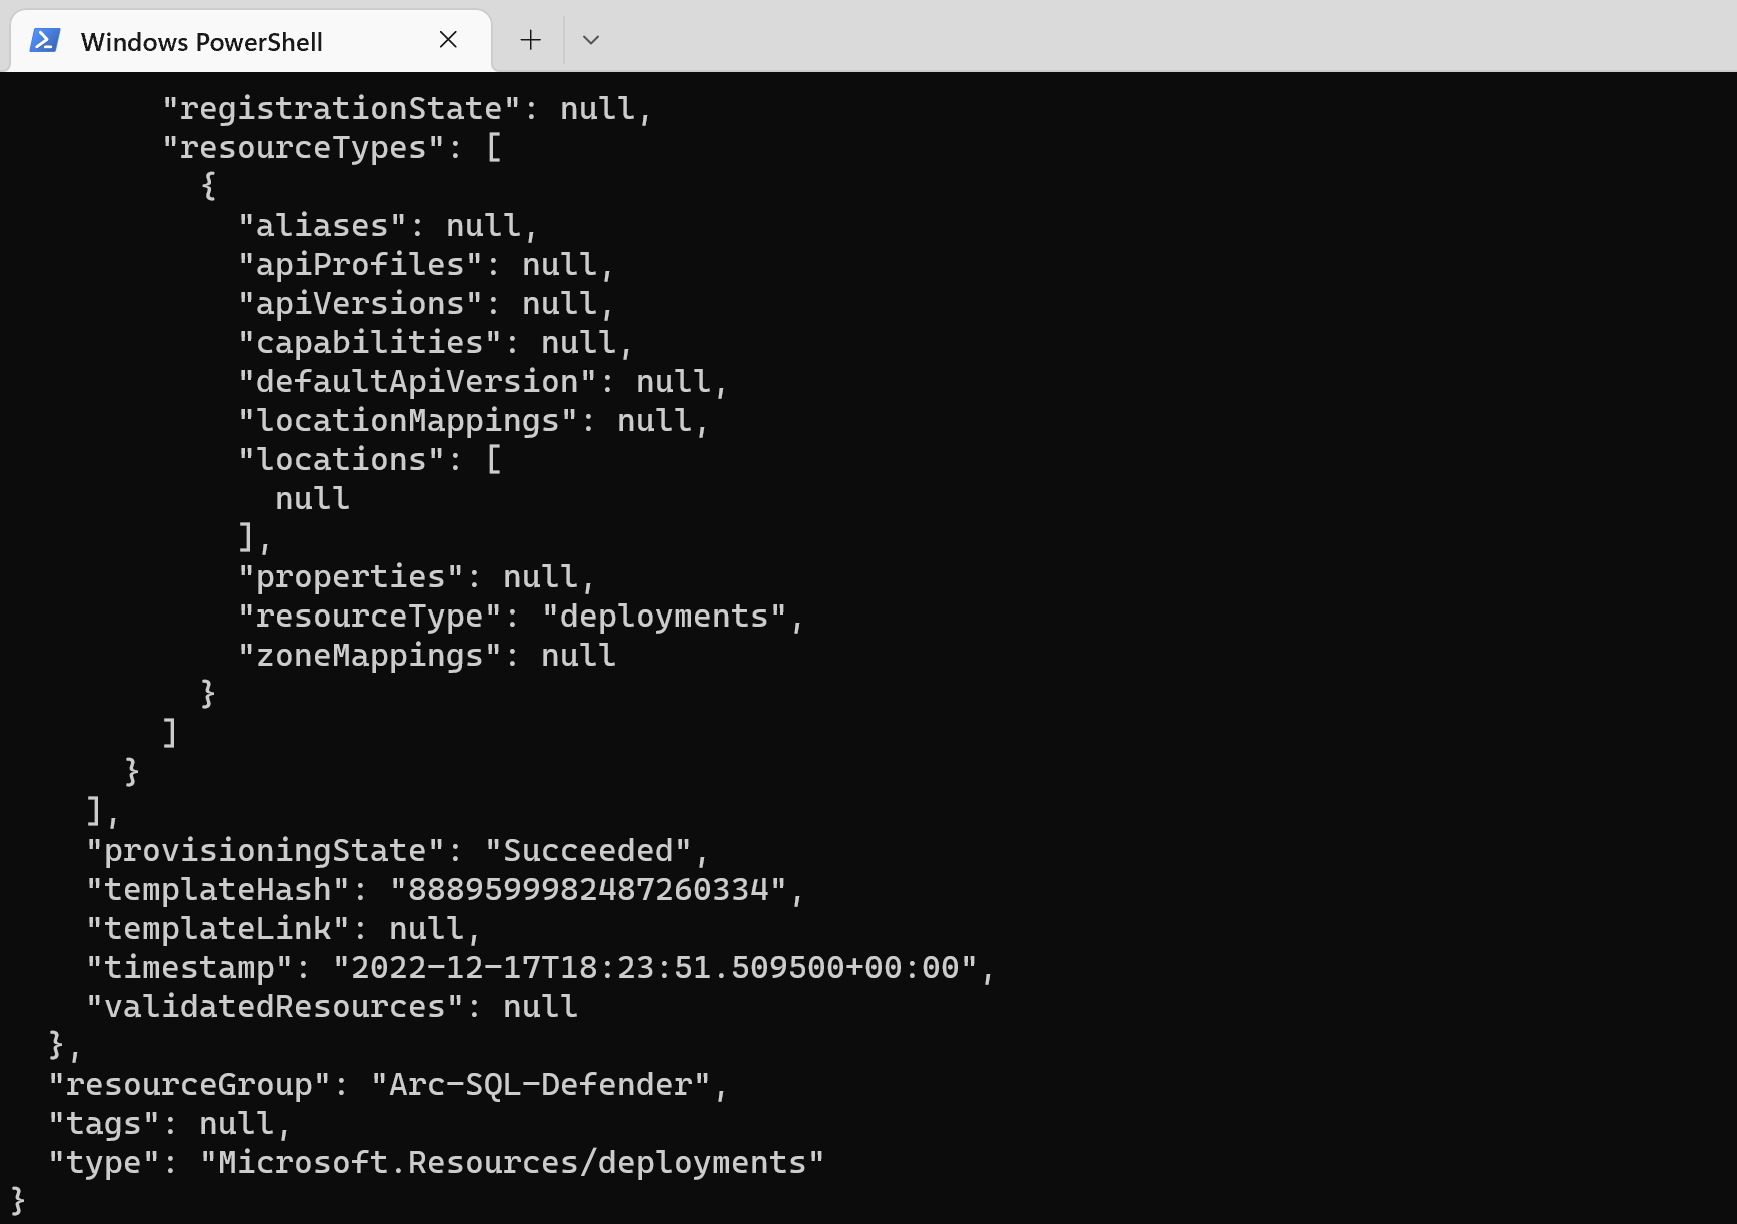 Windows PowerShell
"registrationState": null,
"resourceTypes": [
{
"aliases": null,
"apiProfiles": null,
"apiVersions": null,
"capabilities": null,
"defaultApiVersion": null,
"locationMappings": null,
"locations": [
null
],
"properties": null,
"resourceType": "deployments",
"zoneMappings": null
}
]
}
],
"provisioningState": "Succeeded",
"templateHash": "8889599982487260334",
"templateLink": null,
"timestamp": "2022-12-17T18:23:51.509500+00:00",
"validatedResources": null
},
"resourceGroup": "Arc-SQL-Defender",
"tags": null,
"type": "Microsoft.Resources/deployments"
}